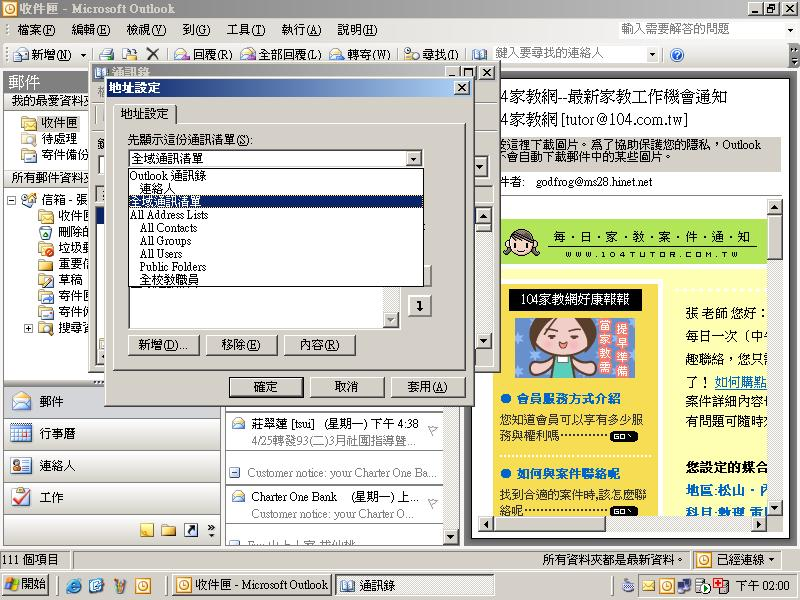 收件匣 - Microsoft Outlook
檔案(F) 編輯(E) 檢視(V) 到(G) 工具(T) 執行(A) 說明(H) 輸入需要解答的問題
新增(N) 回覆(R) 全部回覆(L) 轉寄(W) 尋找(I) 鍵入要尋找的連絡人
郵件
我的最愛資料夾
收件匣
待處理
寄件備份
所有郵件資料夾
信箱 - 張
收件匣
刪除的
垃圾郵
重要信
草稿
寄件匣
寄件備
搜尋資
郵件
行事曆
連絡人
工作
通訊錄
地址設定
地址設定
先顯示這份通訊清單(S):
全域通訊清單
Outlook 通訊錄
連絡人
全域通訊清單
All Address Lists
All Contacts
All Groups
All Users
Public Folders
全校教職員
新增(D)... 移除(E) 內容(R)
確定 取消 套用(A)
莊翠蓮 [tsui] (星期一) 下午 4:38
4/25轉發93(二)3月社團指導聲...
Customer notice: your Charter One Ba...
Charter One Bank (星期一) 上...
Customer notice: your Charter O...
04家教網--最新家教工作機會通知
4家教網 [tutor@104.com.tw]
按這裡下載圖片。為了協助保護您的隱私，Outlook
不會自動下載郵件中的某些圖片。
件者: godfrog@ms28.hinet.net
每‧日‧家‧教‧案‧件‧通‧知
WWW.104TUTOR.COM.TW
104家教網好康報報
當家教需
提早準備
會員服務方式介紹
您知道會員可以享有多少服
務與權利嗎‧‧‧‧‧‧‧‧‧GO
如何與案件聯絡呢
找到合適的案件時,該怎麼聯
絡呢‧‧‧‧‧‧‧‧‧GO
張 老師 您好：
每日一次〈中午
趣聯絡，您只需
了！ 如何購點
案件詳細內容
有問題可隨時
您設定的媒合
地區:松山‧內
科目:數理 電
111 個項目 所有資料夾都是最新資料。 已經連線
開始 收件匣 - Microsoft Outlook 通訊錄 下午 02:00